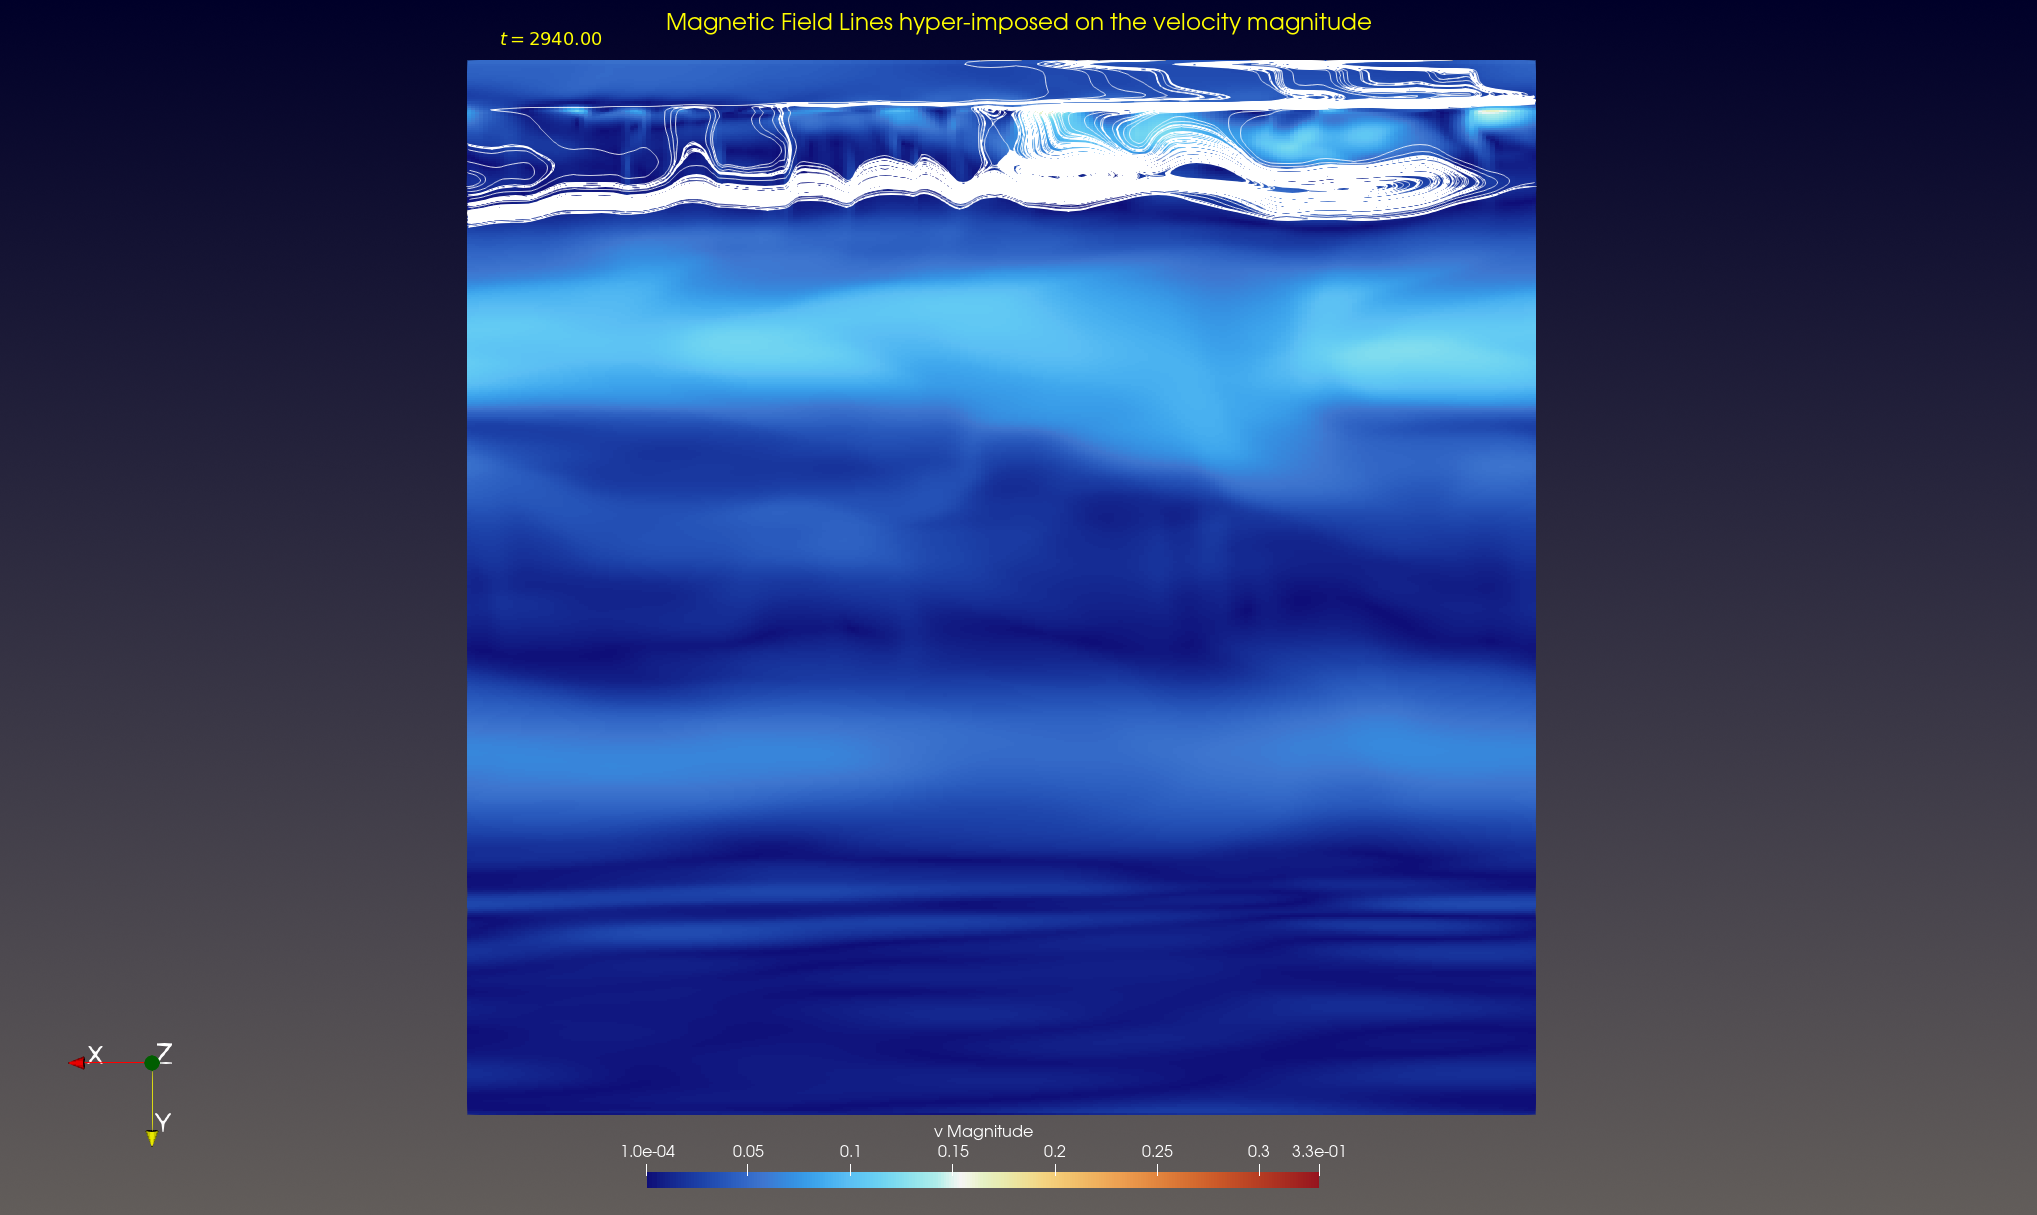 Magnetic Field Lines hyper-imposed on the velocity magnitude
t = 2940.00
X
Z
Y
v Magnitude
1.0e-04 0.05 0.1 0.15 0.2 0.25 0.3 3.3e-01